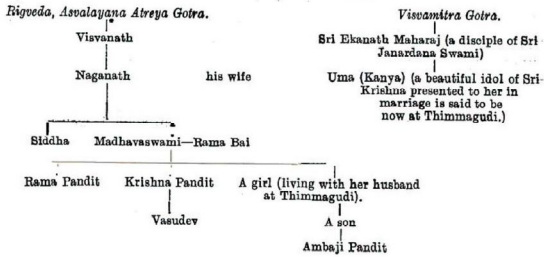 Rigveda, Asvalayana Atreya Gotra.
Visvanath
Naganath his wife
Siddha Madhavaswami—Rama Bai
Rama Pandit Krishna Pandit A girl (living with her husband
at Thimmagudi).
Vasudev
A son
Ambaji Pandit
Visvamitra Gotra.
Sri Ekanath Maharaj (a disciple of Sri
Janardana Swami)
Uma (Kanya) (a beautiful idol of Sri-
Krishna presented to her in
marriage is said to be
now at Thimmagudi.)